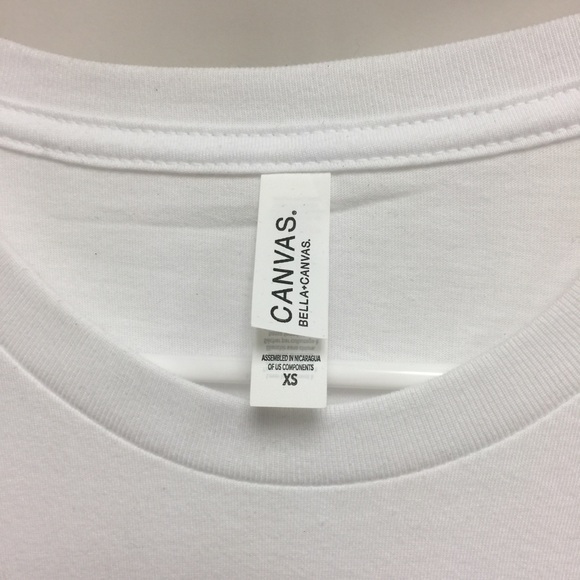 CANVAS.
BELLA+CANVAS.
ASSEMBLED IN NICARAGUA
OF US COMPONENTS
XS